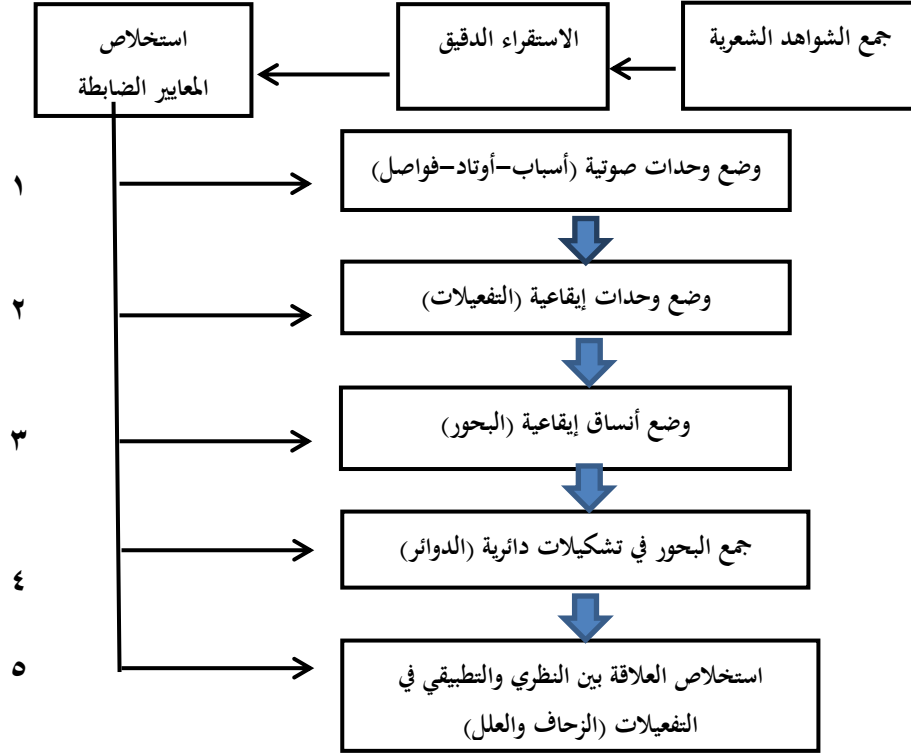 جمع الشواهد الشعرية
الاستقراء الدقيق
استخلاص
المعايير الضابطة
١
وضع وحدات صوتية (أسباب–أوتاد–فواصل)
٢
وضع وحدات إيقاعية (التفعيلات)
٣
وضع أنساق إيقاعية (البحور)
٤
جمع البحور في تشكيلات دائرية (الدوائر)
٥
استخلاص العلاقة بين النظري والتطبيقي في
التفعيلات (الزحاف والعلل)